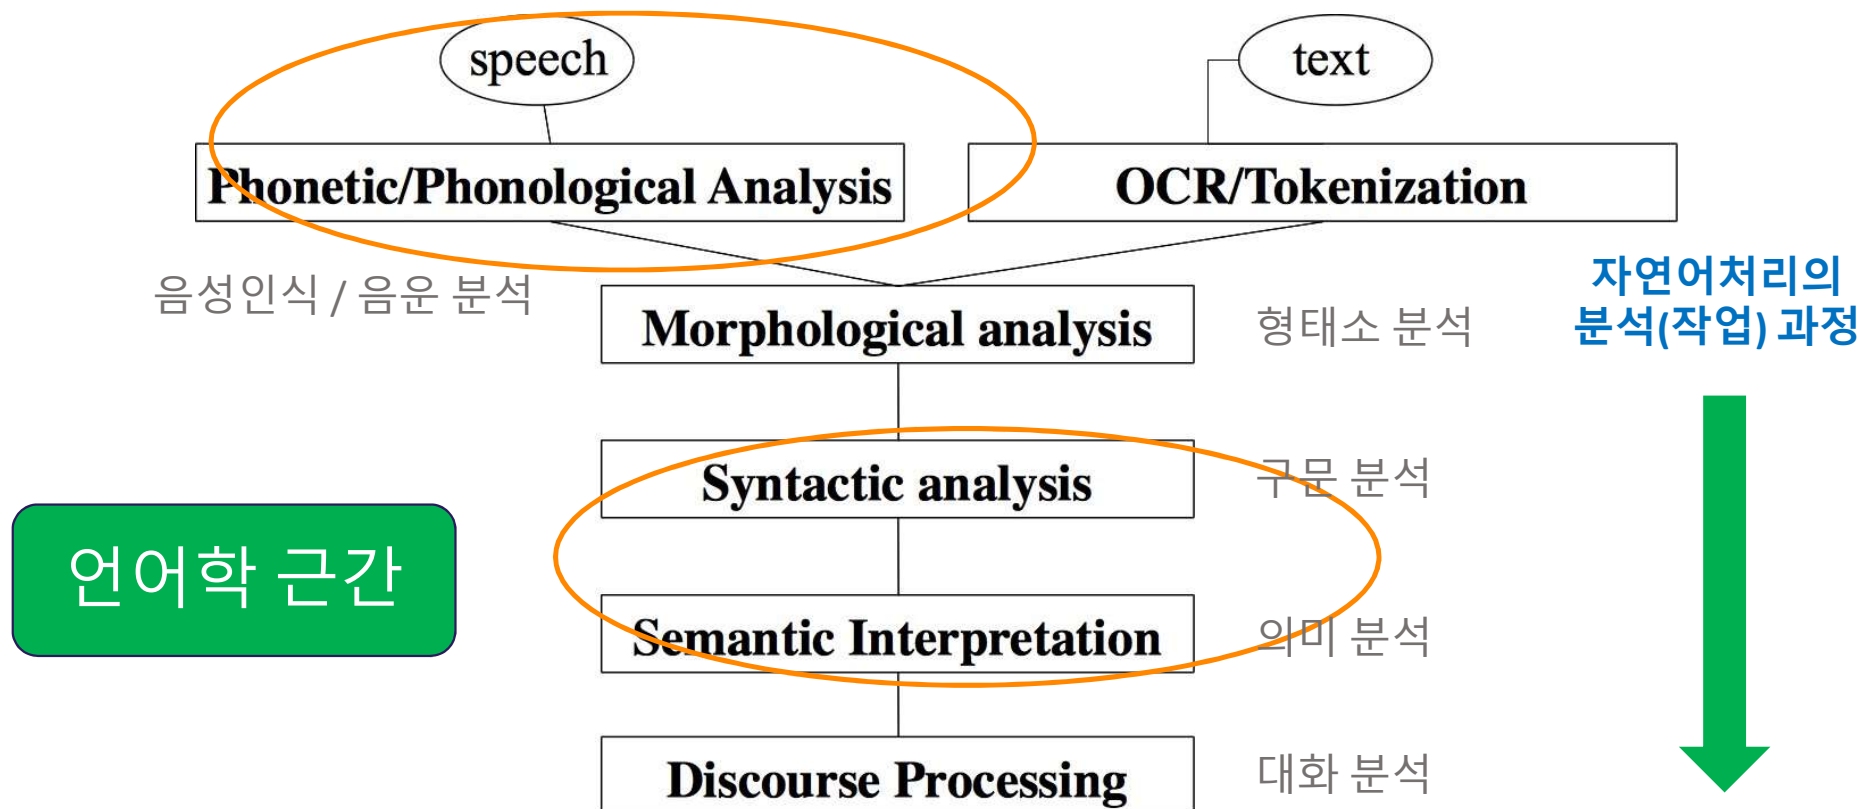 speech
text
Phonetic/Phonological Analysis
OCR/Tokenization
음성인식 / 음운 분석
자연어처리의
분석(작업) 과정
Morphological analysis
형태소 분석
Syntactic analysis
구문 분석
언어학 근간
Semantic Interpretation
의미 분석
Discourse Processing
대화 분석